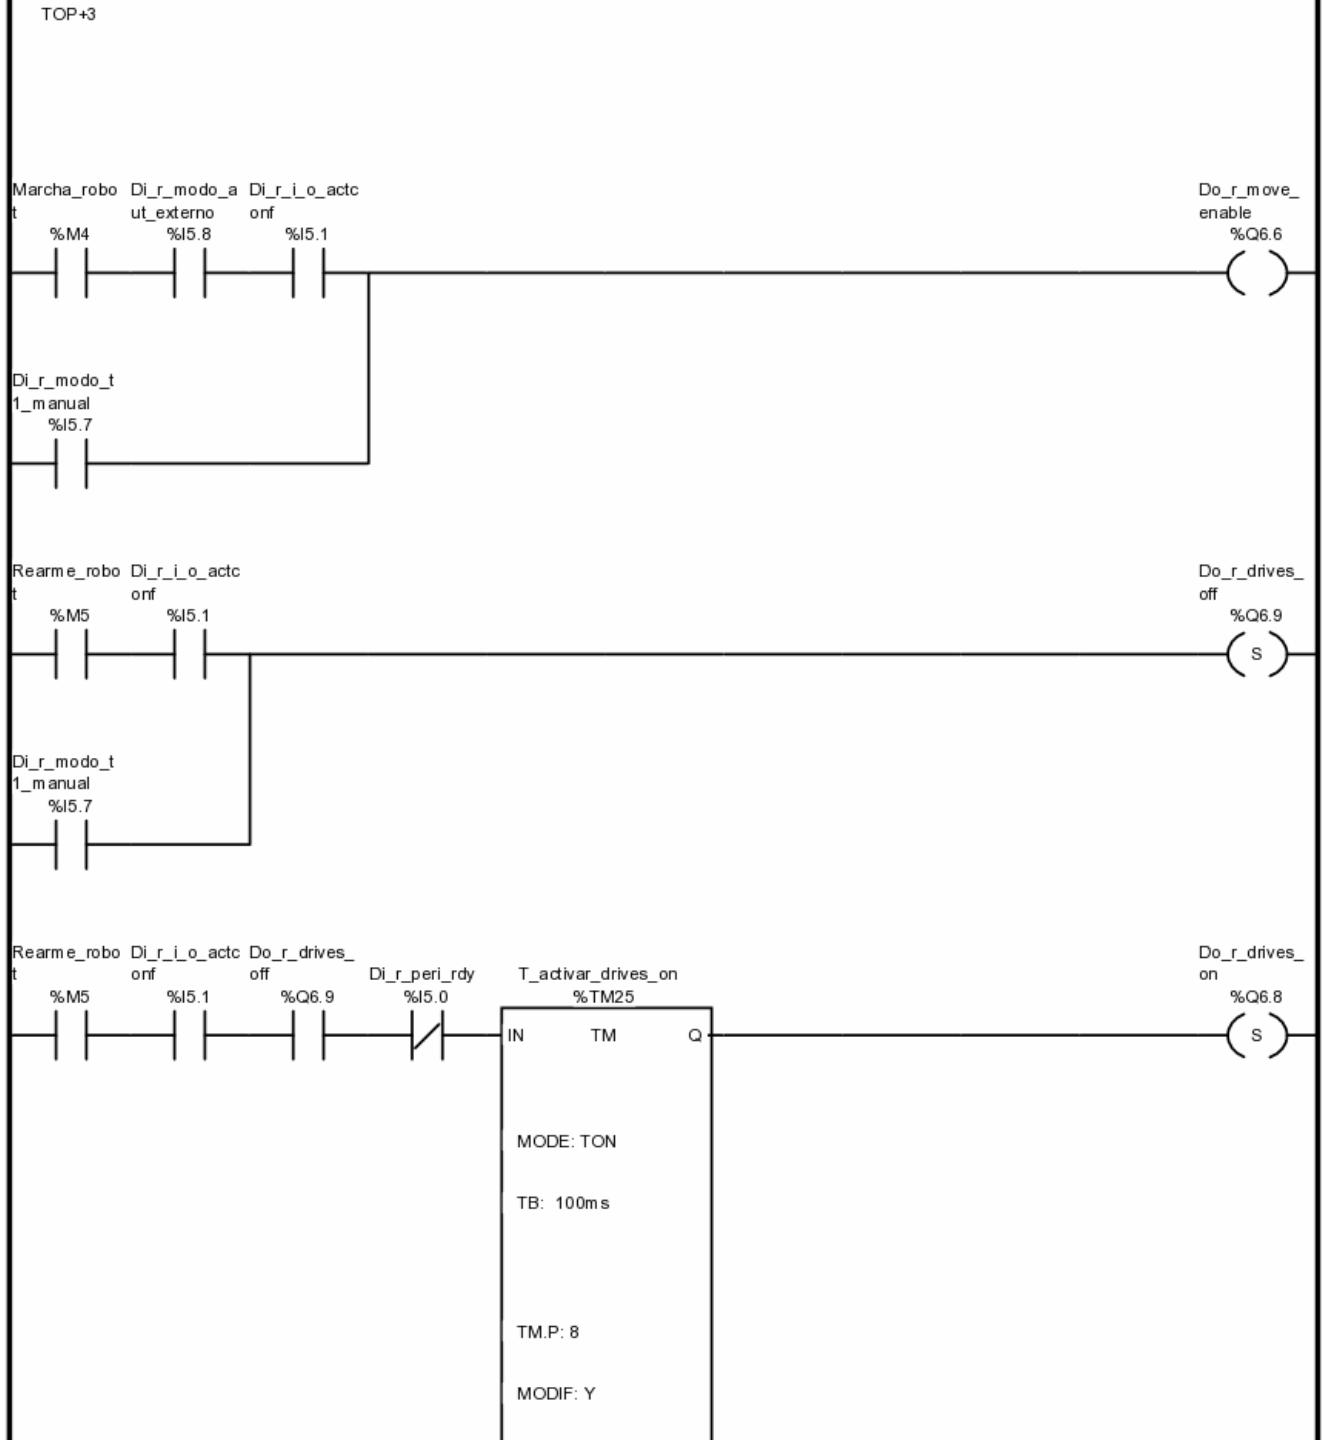 TOP+3
Marcha_robo Di_r_modo_a Di_r_i_o_actc Do_r_move_
t ut_externo onf enable
%M4 %I5.8 %I5.1 %Q6.6
Di_r_modo_t
1_manual
%I5.7
Rearme_robo Di_r_i_o_actc Do_r_drives_
t onf off
%M5 %I5.1 %Q6.9
S
Di_r_modo_t
1_manual
%I5.7
Rearme_robo Di_r_i_o_actc Do_r_drives_ Do_r_drives_
t onf off Di_r_peri_rdy T_activar_drives_on on
%M5 %I5.1 %Q6.9 %I5.0 %TM25 %Q6.8
IN TM Q S
MODE: TON
TB: 100ms
TM.P: 8
MODIF: Y